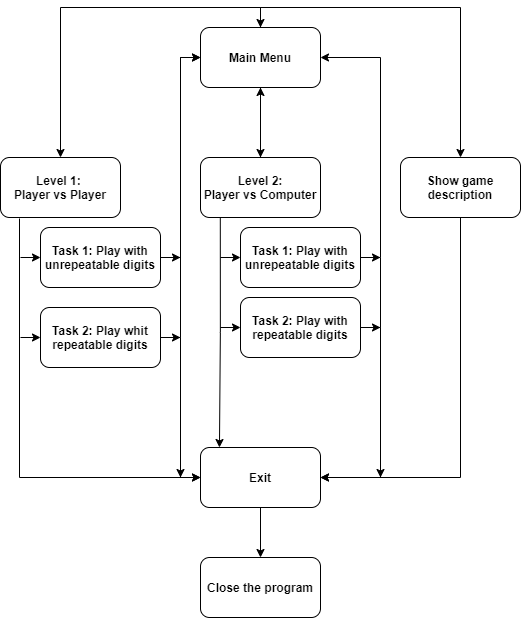 Main Menu
Level 1:
Player vs Player
Level 2:
Player vs Computer
Show game
description
Task 1: Play with
unrepeatable digits
Task 1: Play with
unrepeatable digits
Task 2: Play whit
repeatable digits
Task 2: Play with
repeatable digits
Exit
Close the program